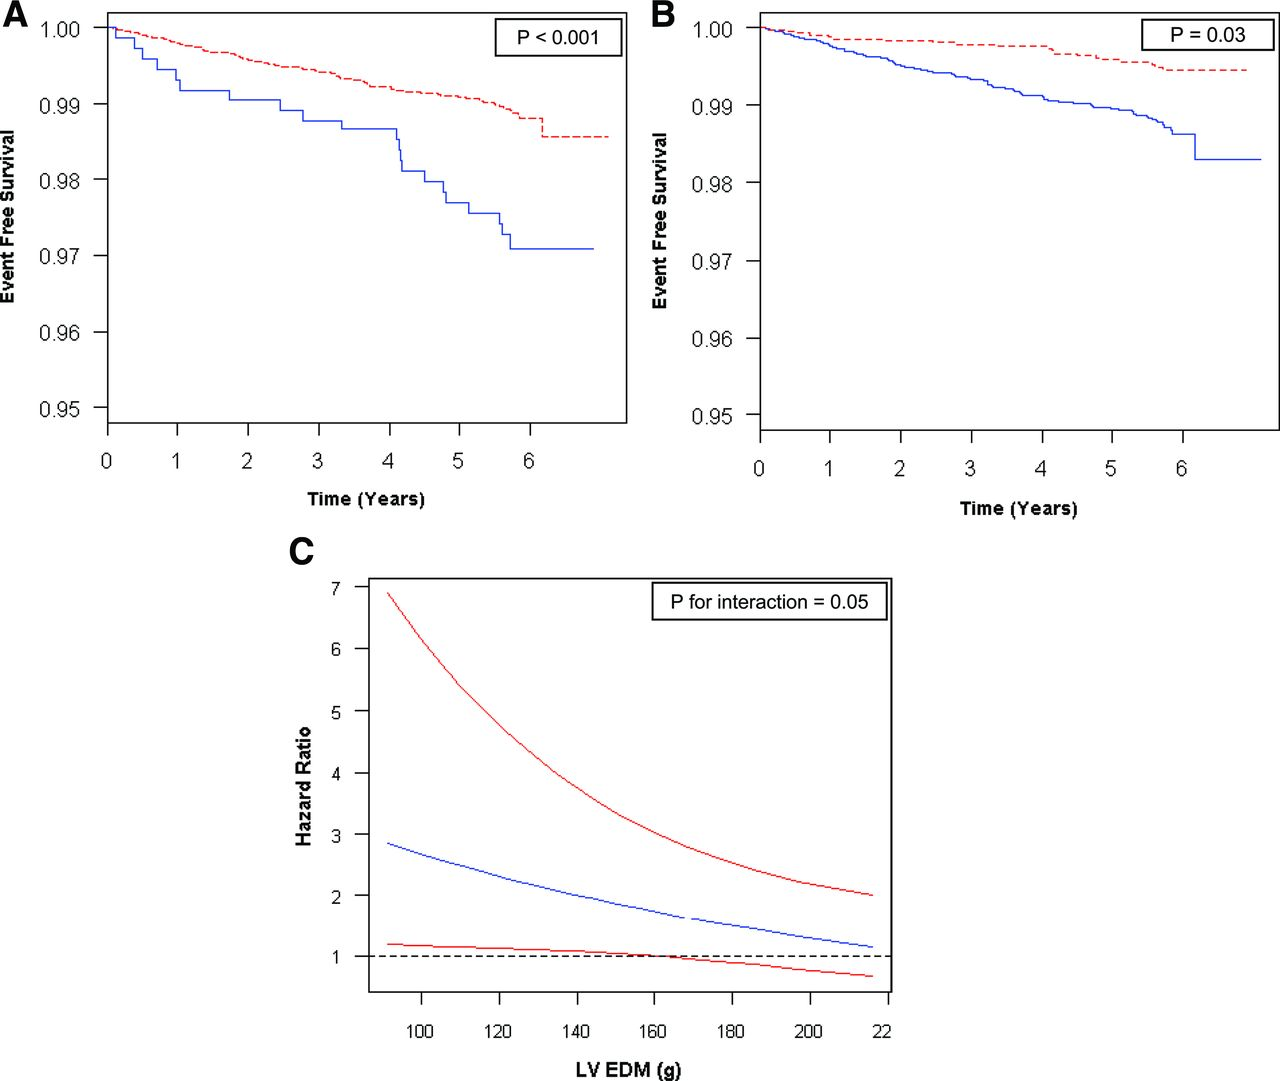 A
P < 0.001
1.00
0.99
0.98
0.97
0.96
0.95
Event Free Survival
0 1 2 3 4 5 6
Time (Years)
B
P = 0.03
1.00
0.99
0.98
0.97
0.96
0.95
Event Free Survival
0 1 2 3 4 5 6
Time (Years)
C
P for interaction = 0.05
7
6
5
4
3
2
1
Hazard Ratio
100 120 140 160 180 200 22
LV EDM (g)